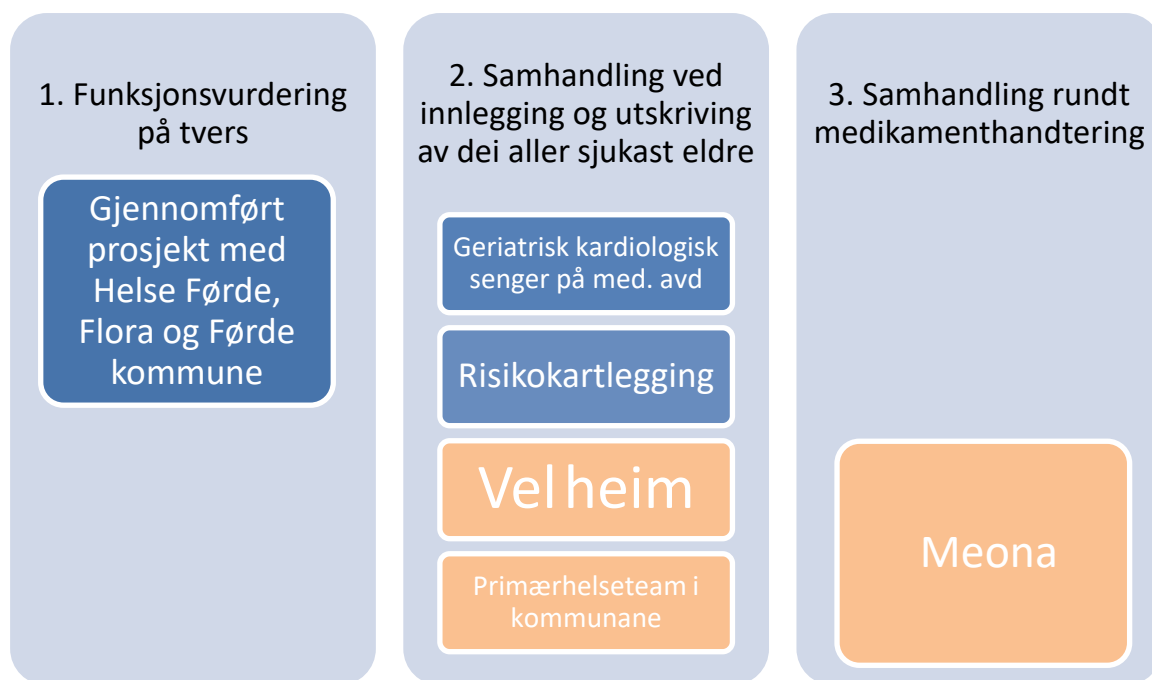 1. Funksjonsvurdering
på tvers
Gjennomført
prosjekt med
Helse Førde,
Flora og Førde
kommune
2. Samhandling ved
innlegging og utskriving
av dei aller sjukast eldre
Geriatrisk kardiologisk
senger på med. avd
Risikokartlegging
Vel heim
Primærhelseteam i
kommunane
3. Samhandling rundt
medikamenthandtering
Meona